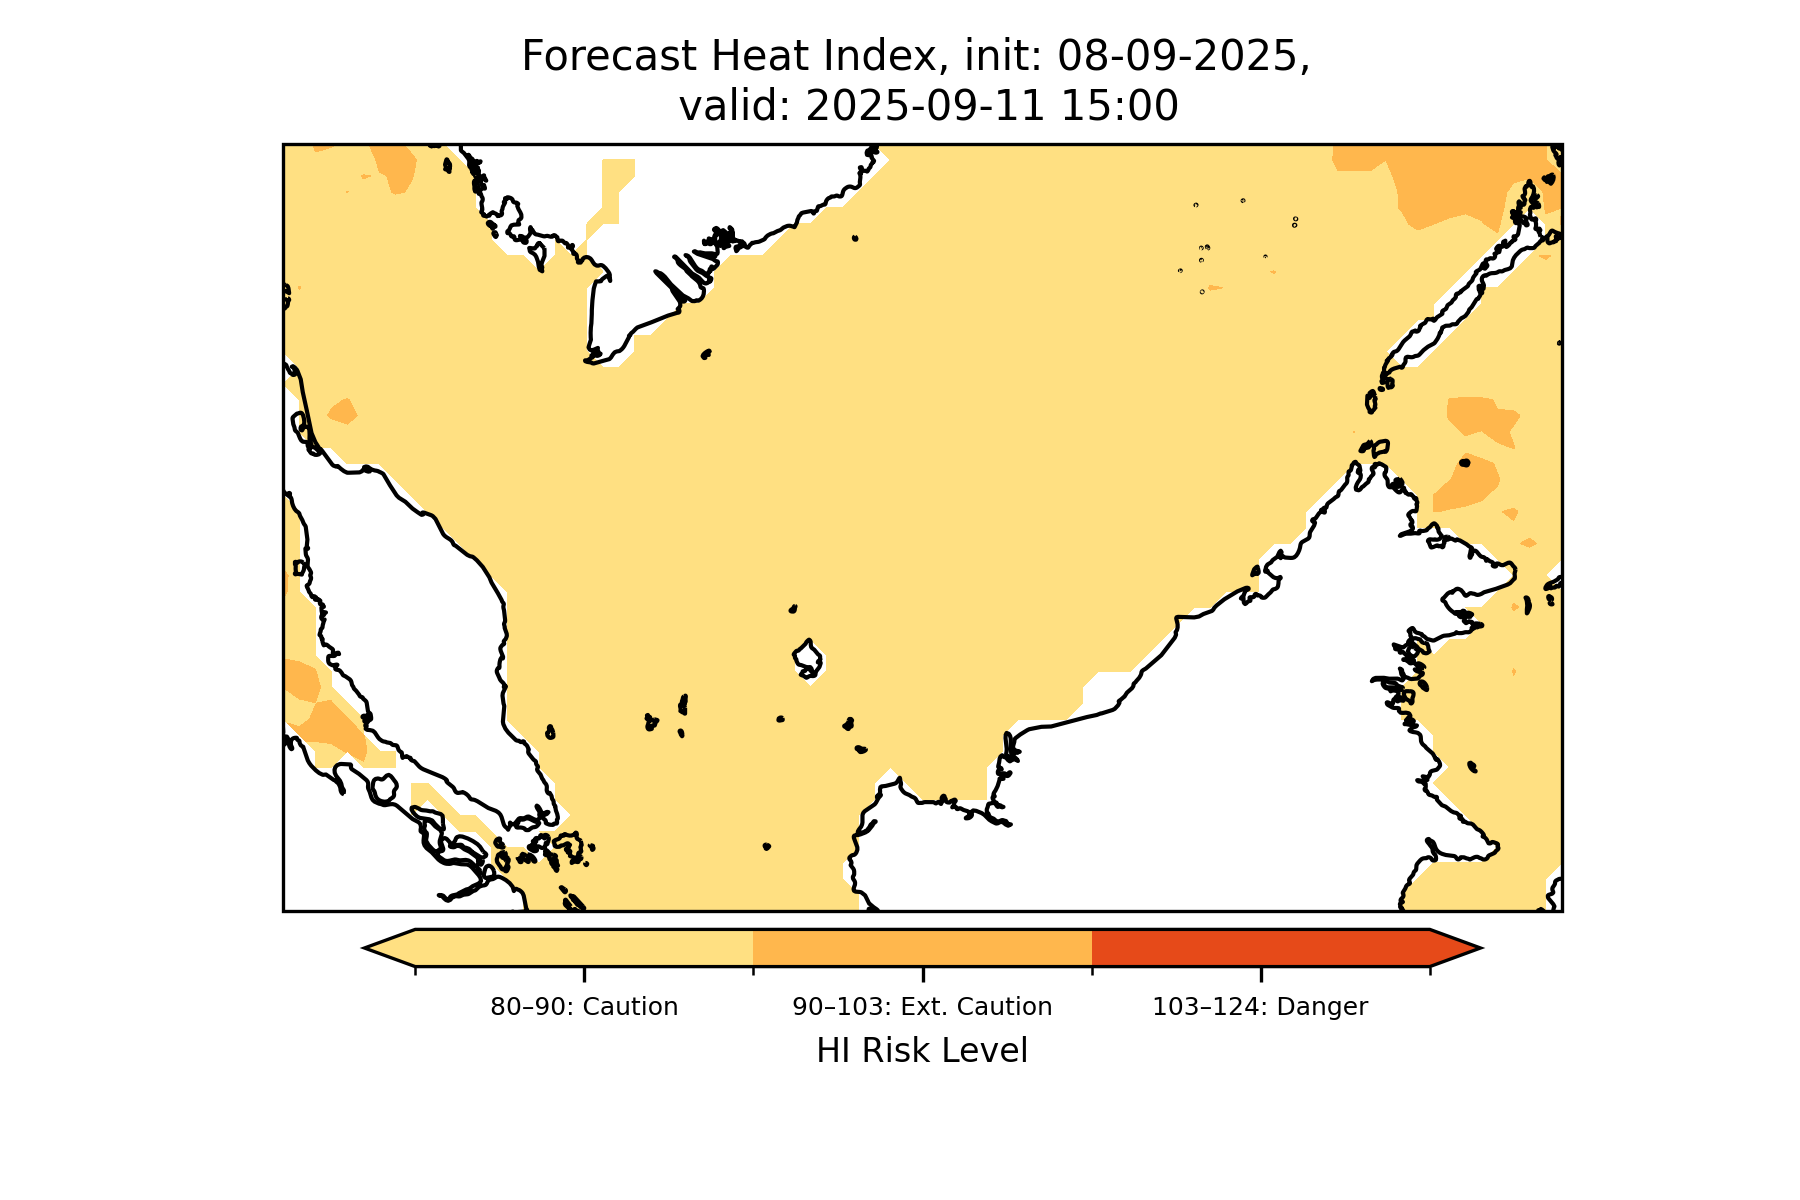 Forecast Heat Index, init: 08-09-2025,
valid: 2025-09-11 15:00
80–90: Caution
90–103: Ext. Caution
103–124: Danger
HI Risk Level